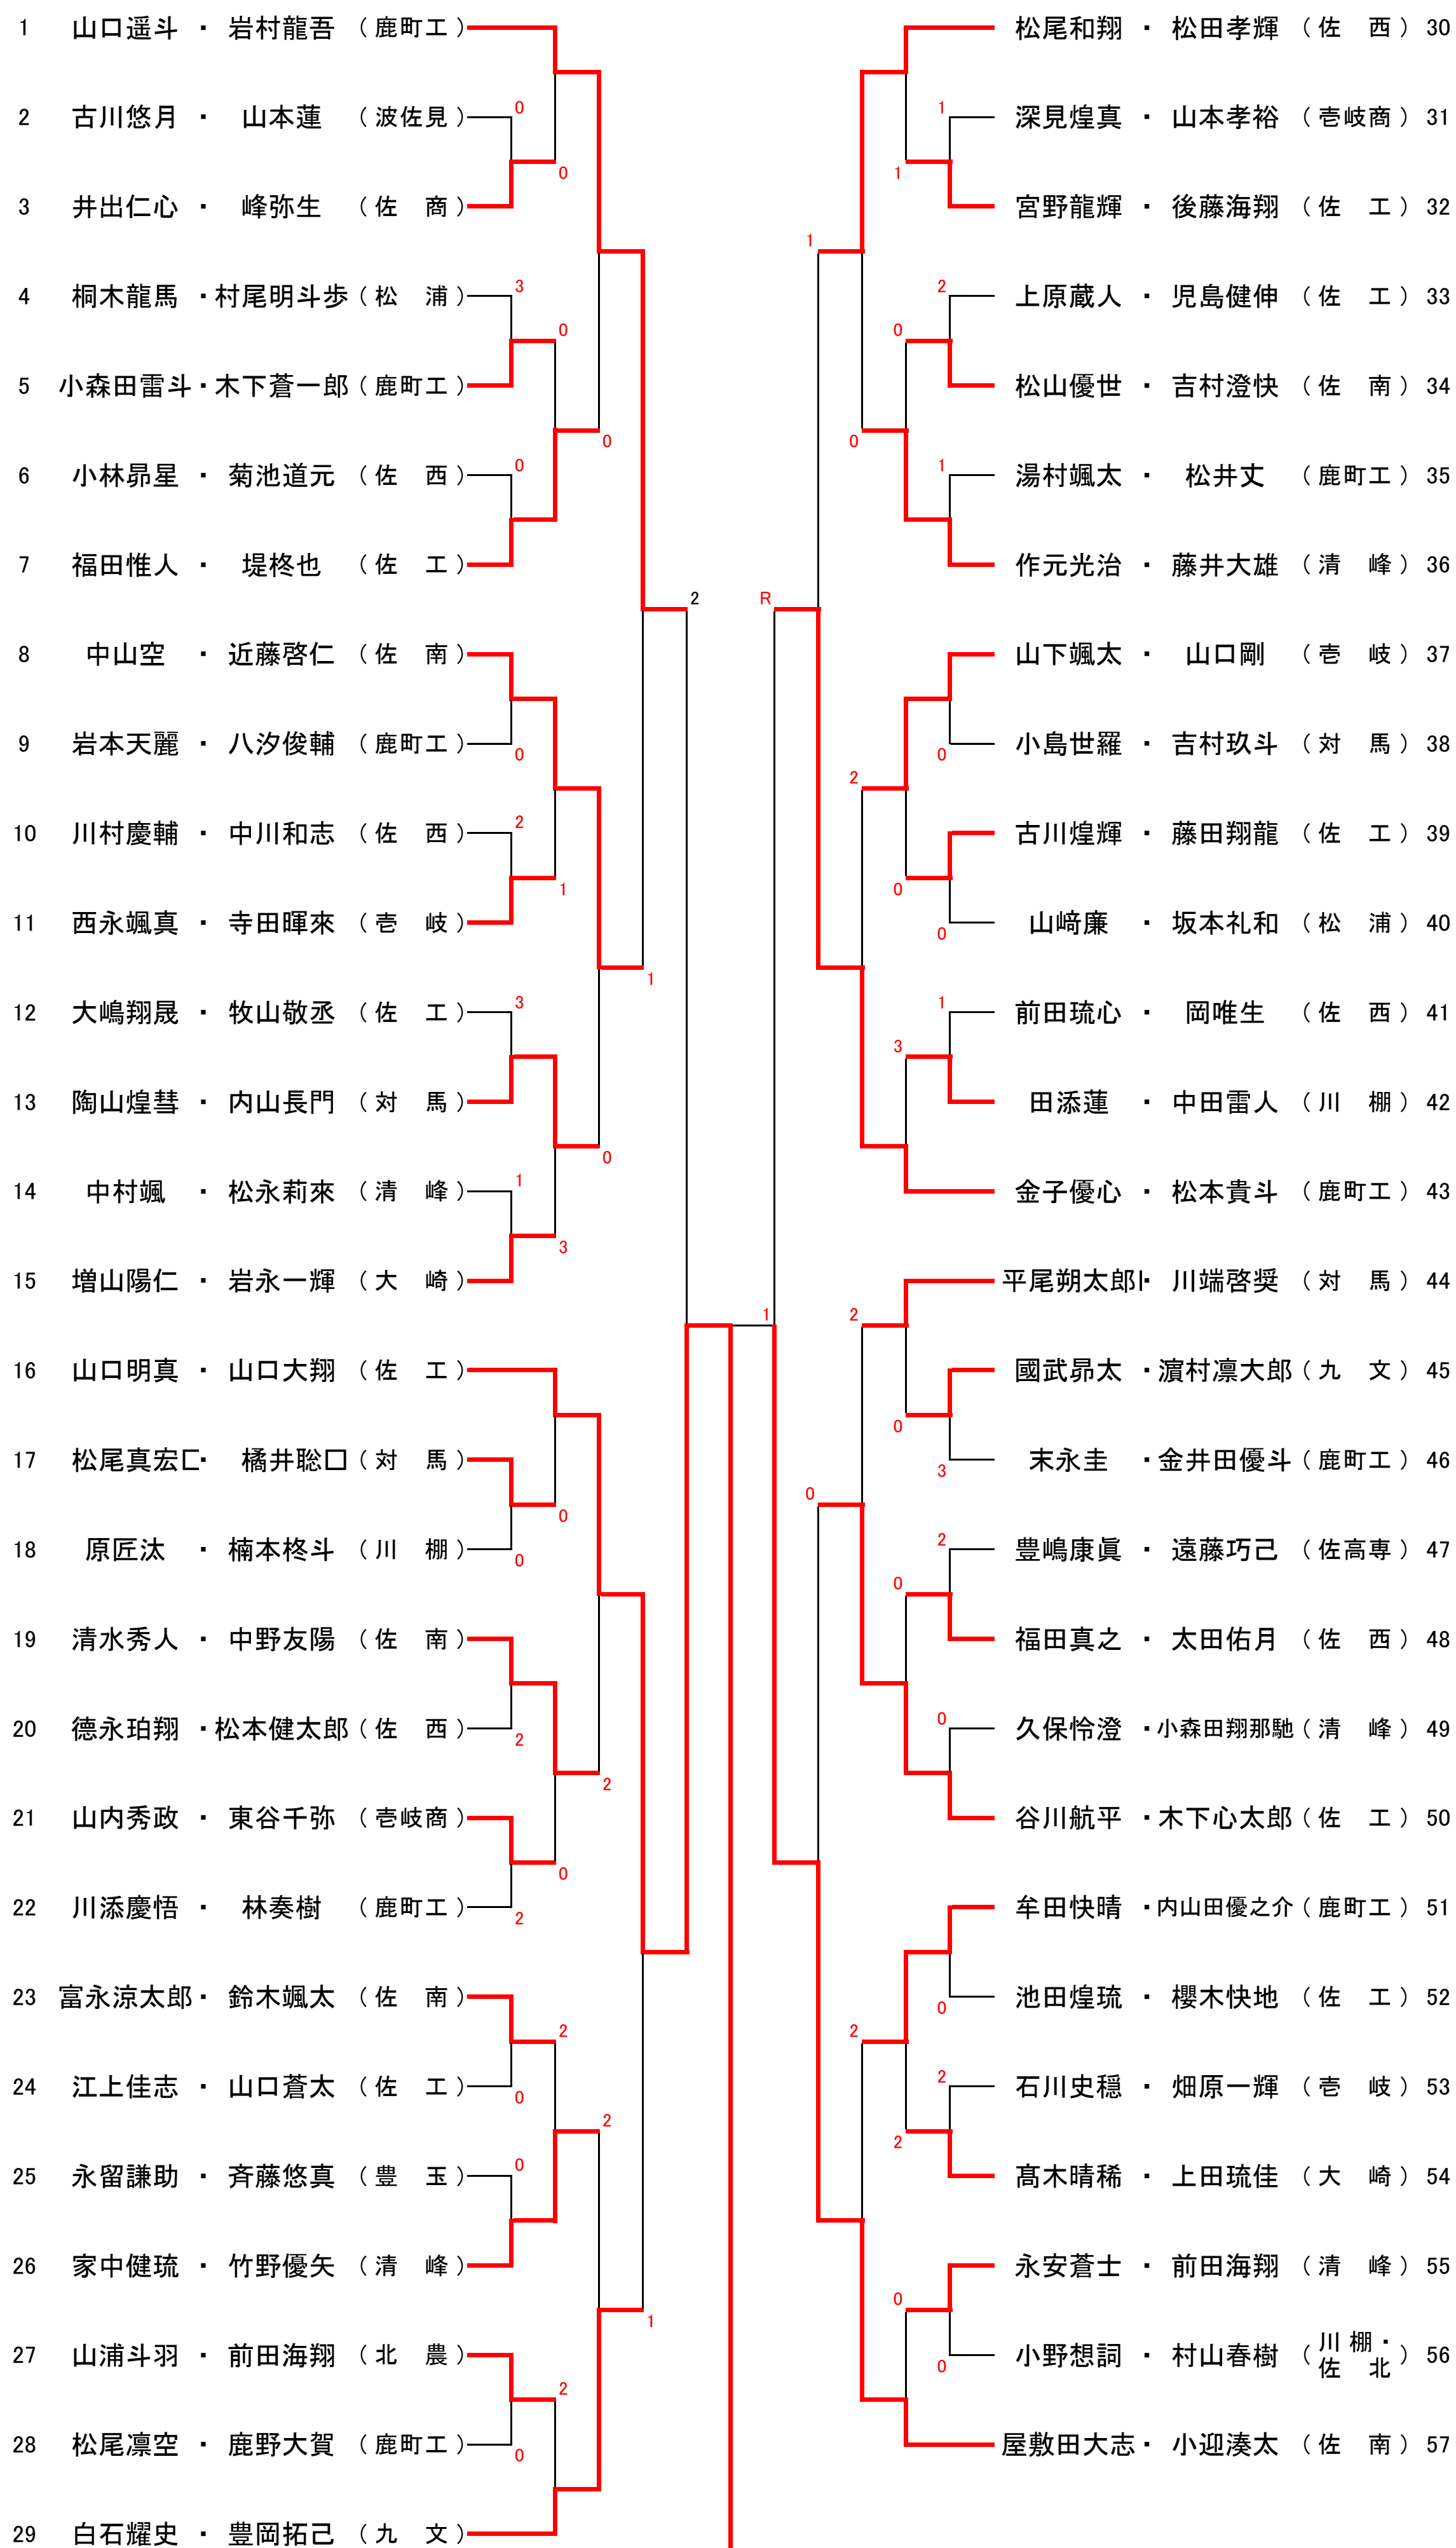 1 山口遥斗 ・ 岩村龍吾 （鹿町工）
2 古川悠月 ・ 山本蓮 （波佐見）
3 井出仁心 ・ 峰弥生 （佐 商）
4 桐木龍馬 ・ 村尾明斗歩 （松 浦）
5 小森田雷斗 ・ 木下蒼一郎 （鹿町工）
6 小林昴星 ・ 菊池道元 （佐 西）
7 福田惟人 ・ 堤柊也 （佐 工）
8 中山空 ・ 近藤啓仁 （佐 南）
9 岩本天麗 ・ 八汐俊輔 （鹿町工）
10 川村慶輔 ・ 中川和志 （佐 西）
11 西永颯真 ・ 寺田暉來 （壱 岐）
12 大嶋翔晟 ・ 牧山敬丞 （佐 工）
13 陶山煌彗 ・ 内山長門 （対 馬）
14 中村颯 ・ 松永莉來 （清 峰）
15 増山陽仁 ・ 岩永一輝 （大 崎）
16 山口明真 ・ 山口大翔 （佐 工）
17 松尾真宏 ・ 橘井聡 （対 馬）
18 原匠汰 ・ 楠本柊斗 （川 棚）
19 清水秀人 ・ 中野友陽 （佐 南）
20 德永珀翔 ・ 松本健太郎 （佐 西）
21 山内秀政 ・ 東谷千弥 （壱岐商）
22 川添慶悟 ・ 林奏樹 （鹿町工）
23 富永涼太郎 ・ 鈴木颯太 （佐 南）
24 江上佳志 ・ 山口蒼太 （佐 工）
25 永留謙助 ・ 斉藤悠真 （豊 玉）
26 家中健琉 ・ 竹野優矢 （清 峰）
27 山浦斗羽 ・ 前田海翔 （北 農）
28 松尾凛空 ・ 鹿野大賀 （鹿町工）
29 白石耀史 ・ 豊岡拓己 （九 文）
0
0
3
0
0
0
0
2
1
3
0
1
3
1
2
0
0
2
2
0
2
2
0
2
0
2
0
1
2
松尾和翔 ・ 松田孝輝 （佐 西） 30
深見煌真 ・ 山本孝裕 （壱岐商） 31
宮野龍輝 ・ 後藤海翔 （佐 工） 32
上原蔵人 ・ 児島健伸 （佐 工） 33
松山優世 ・ 吉村澄快 （佐 南） 34
湯村颯太 ・ 松井丈 （鹿町工） 35
作元光治 ・ 藤井大雄 （清 峰） 36
山下颯太 ・ 山口剛 （壱 岐） 37
小島世羅 ・ 吉村玖斗 （対 馬） 38
古川煌輝 ・ 藤田翔龍 （佐 工） 39
山﨑廉 ・ 坂本礼和 （松 浦） 40
前田琉心 ・ 岡唯生 （佐 西） 41
田添蓮 ・ 中田雷人 （川 棚） 42
金子優心 ・ 松本貴斗 （鹿町工） 43
平尾朔太郎 ・ 川端啓奨 （対 馬） 44
國武昴太 ・ 濵村凛大郎 （九 文） 45
末永圭 ・ 金井田優斗 （鹿町工） 46
豊嶋康眞 ・ 遠藤巧己 （佐高専） 47
福田真之 ・ 太田佑月 （佐 西） 48
久保怜澄 ・ 小森田翔那馳 （清 峰） 49
谷川航平 ・ 木下心太郎 （佐 工） 50
牟田快晴 ・ 内山田優之介 （鹿町工） 51
池田煌琉 ・ 櫻木快地 （佐 工） 52
石川史穏 ・ 畑原一輝 （壱 岐） 53
髙木晴稀 ・ 上田琉佳 （大 崎） 54
永安蒼士 ・ 前田海翔 （清 峰） 55
小野想詞 ・ 村山春樹 （川棚・佐北） 56
屋敷田大志 ・ 小迎湊太 （佐 南） 57
1
1
1
2
0
0
1
R
0
2
0
0
1
3
1
2
0
3
0
2
0
0
0
2
2
2
0
0